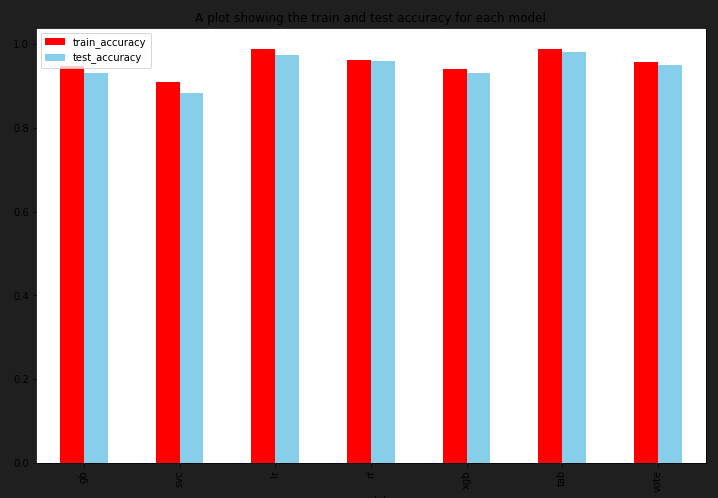 A plot showing the train and test accuracy for each model
train_accuracy
test_accuracy
1.0
0.8
0.6
0.4
0.2
0.0
gb
svc
lr
rf
xgb
tab
vote